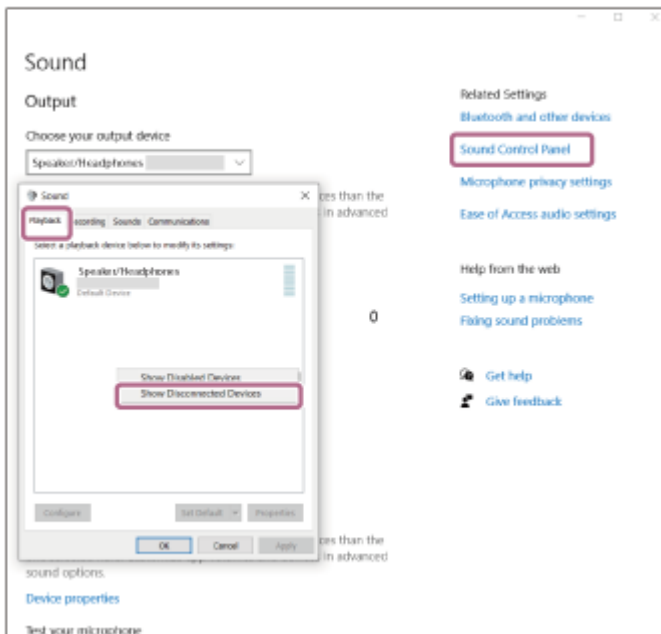 Sound
Output
Choose your output device
Speaker/Headphones
Sound
Playback
Recording Sounds Communications
Select a playback device below to modify its settings:
Speaker/Headphones
Default Device
Show Disabled Devices
Show Disconnected Devices
Configure
Set Default
Properties
OK
Cancel
Apply
ces than the
in advanced
0
ces than the
in advanced
sound options.
Device properties
Test your microphone
Related Settings
Bluetooth and other devices
Sound Control Panel
Microphone privacy settings
Ease of Access audio settings
Help from the web
Setting up a microphone
Fixing sound problems
Get help
Give feedback